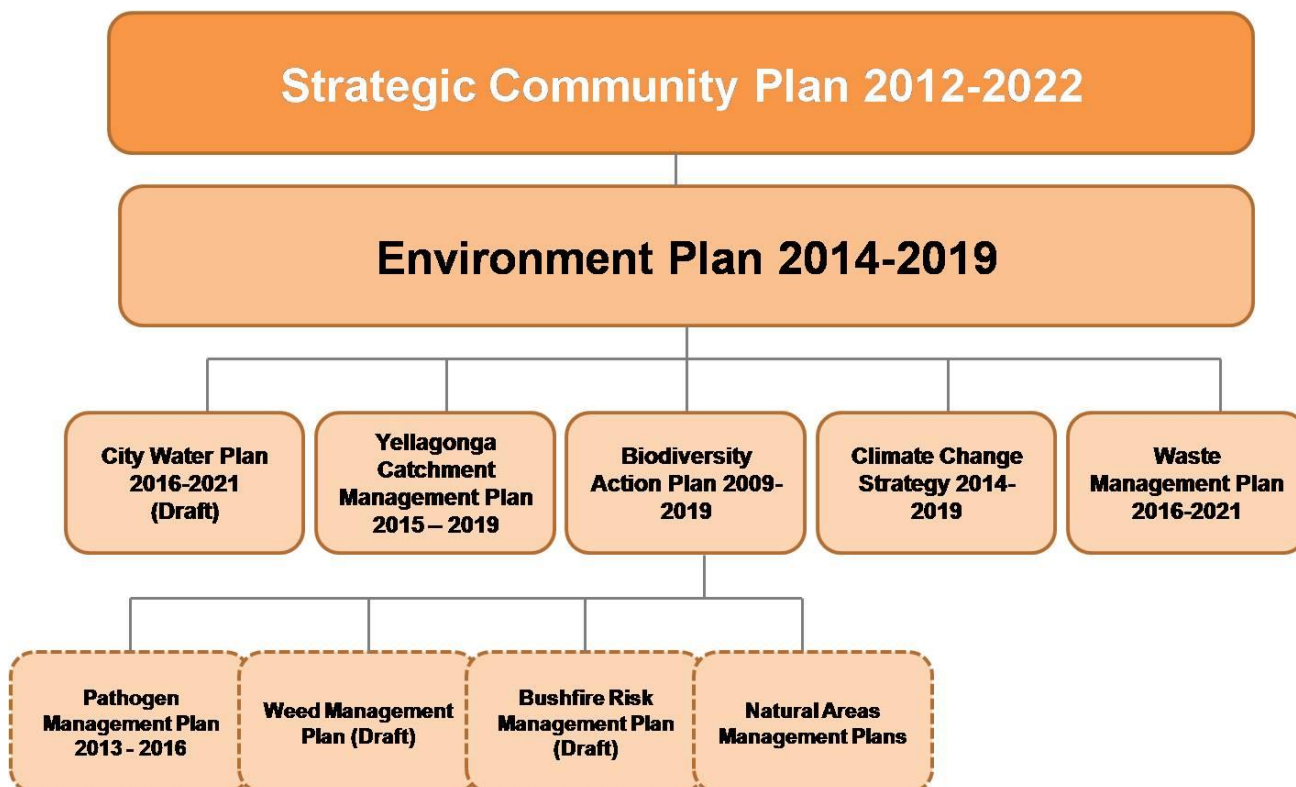 Strategic Community Plan 2012-2022
Environment Plan 2014-2019
City Water Plan
2016-2021
(Draft)
Yellagonga
Catchment
Management Plan
2015 – 2019
Biodiversity
Action Plan 2009-
2019
Climate Change
Strategy 2014-
2019
Waste
Management Plan
2016-2021
Pathogen
Management Plan
2013 - 2016
Weed Management
Plan (Draft)
Bushfire Risk
Management Plan
(Draft)
Natural Areas
Management Plans